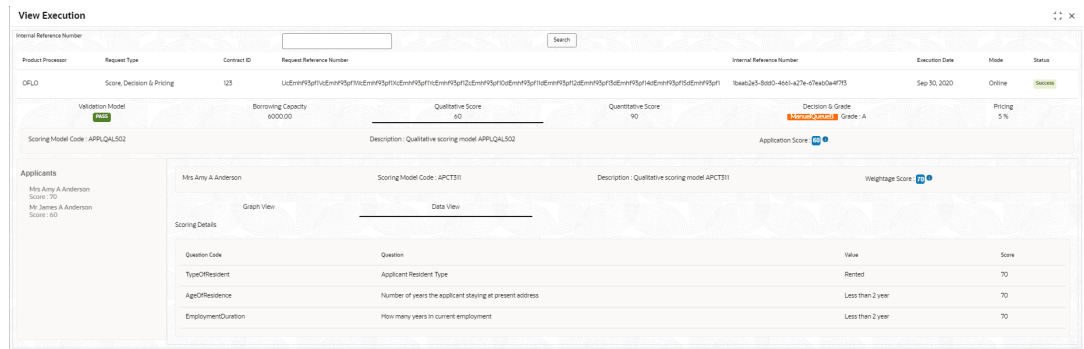 View Execution
Internal Reference Number
Search
Product Processor Request Type Contract ID Request Reference Number Internal Reference Number Execution Date Mode Status
OFLO Score, Decision & Pricing 123 Sep 30, 2020 Online Success
Validation Model Borrowing Capacity Qualitative Score Quantitative Score Decision & Grade Pricing
PASS 6000.00 60 90 ManualQueueB Grade : A 5 %
Scoring Model Code : APPLQAL502 Description : Qualitative scoring model APPLQAL502 Application Score : 60
Applicants
Mrs Amy A Anderson
Score : 70
Mr James A Anderson
Score : 60
Mrs Amy A Anderson Scoring Model Code : APCT311 Description : Qualitative scoring model APCT311 Weightage Score : 70
Graph View Data View
Scoring Details
Question Code Question Value Score
TypeOfResident Applicant Resident Type Rented 70
AgeOfResidence Number of years the applicant staying at present address Less than 2 year 70
EmploymentDuration How many years in current employment Less than 2 year 70